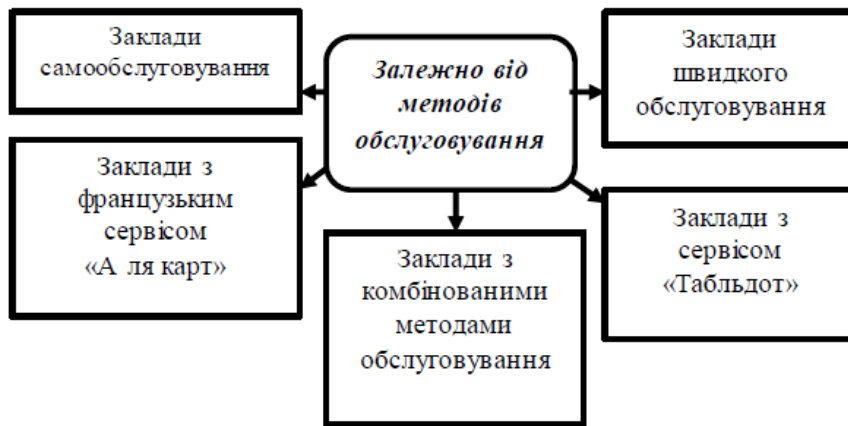 Заклади
самообслуговування
Залежно від
методів
обслуговування
Заклади
швидкого
обслуговування
Заклади з
французьким
сервісом
«А ля карт»
Заклади з
комбінованими
методами
обслуговування
Заклади з
сервісом
«Табльдот»